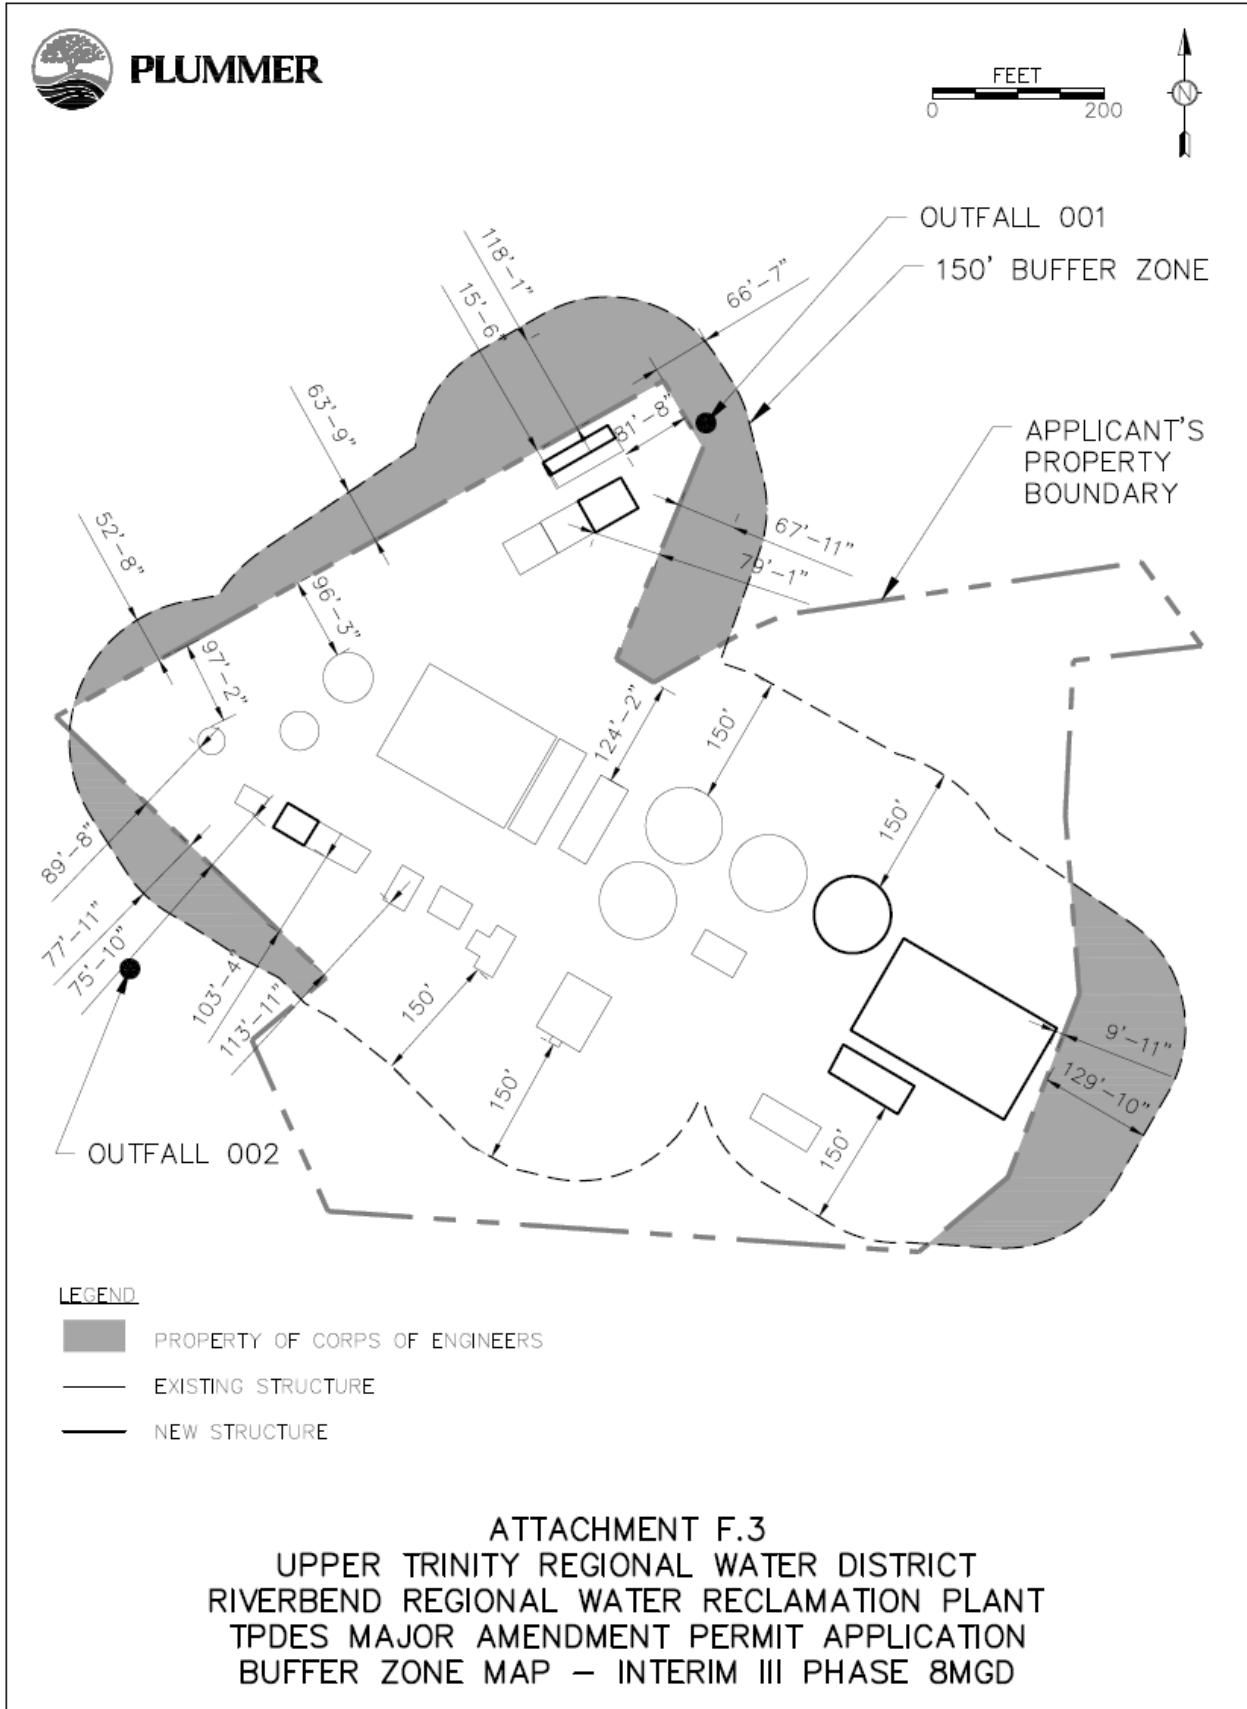 PLUMMER
FEET
0 200
N
OUTFALL 001
150' BUFFER ZONE
118'-1"
15'-6"
66'-7"
63'-9"
81'-8"
APPLICANT'S
PROPERTY
BOUNDARY
52'-8"
67'-11"
79'-1"
96'-3"
97'-2"
124'-2"
150'
150'
89'-8"
77'-11"
75'-10"
103'-4"
113'-11"
150'
150'
150'
9'-11"
129'-10"
OUTFALL 002
LEGEND
PROPERTY OF CORPS OF ENGINEERS
EXISTING STRUCTURE
NEW STRUCTURE
ATTACHMENT F.3
UPPER TRINITY REGIONAL WATER DISTRICT
RIVERBEND REGIONAL WATER RECLAMATION PLANT
TPDES MAJOR AMENDMENT PERMIT APPLICATION
BUFFER ZONE MAP – INTERIM III PHASE 8MGD